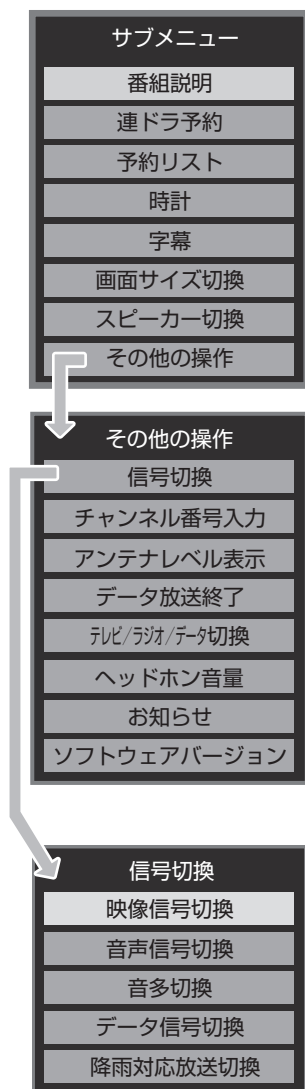 サブメニュー
番組説明
連ドラ予約
予約リスト
時計
字幕
画面サイズ切換
スピーカー切換
その他の操作
その他の操作
信号切換
チャンネル番号入力
アンテナレベル表示
データ放送終了
テレビ/ラジオ/データ切換
ヘッドホン音量
お知らせ
ソフトウェアバージョン
信号切換
映像信号切換
音声信号切換
音多切換
データ信号切換
降雨対応放送切換